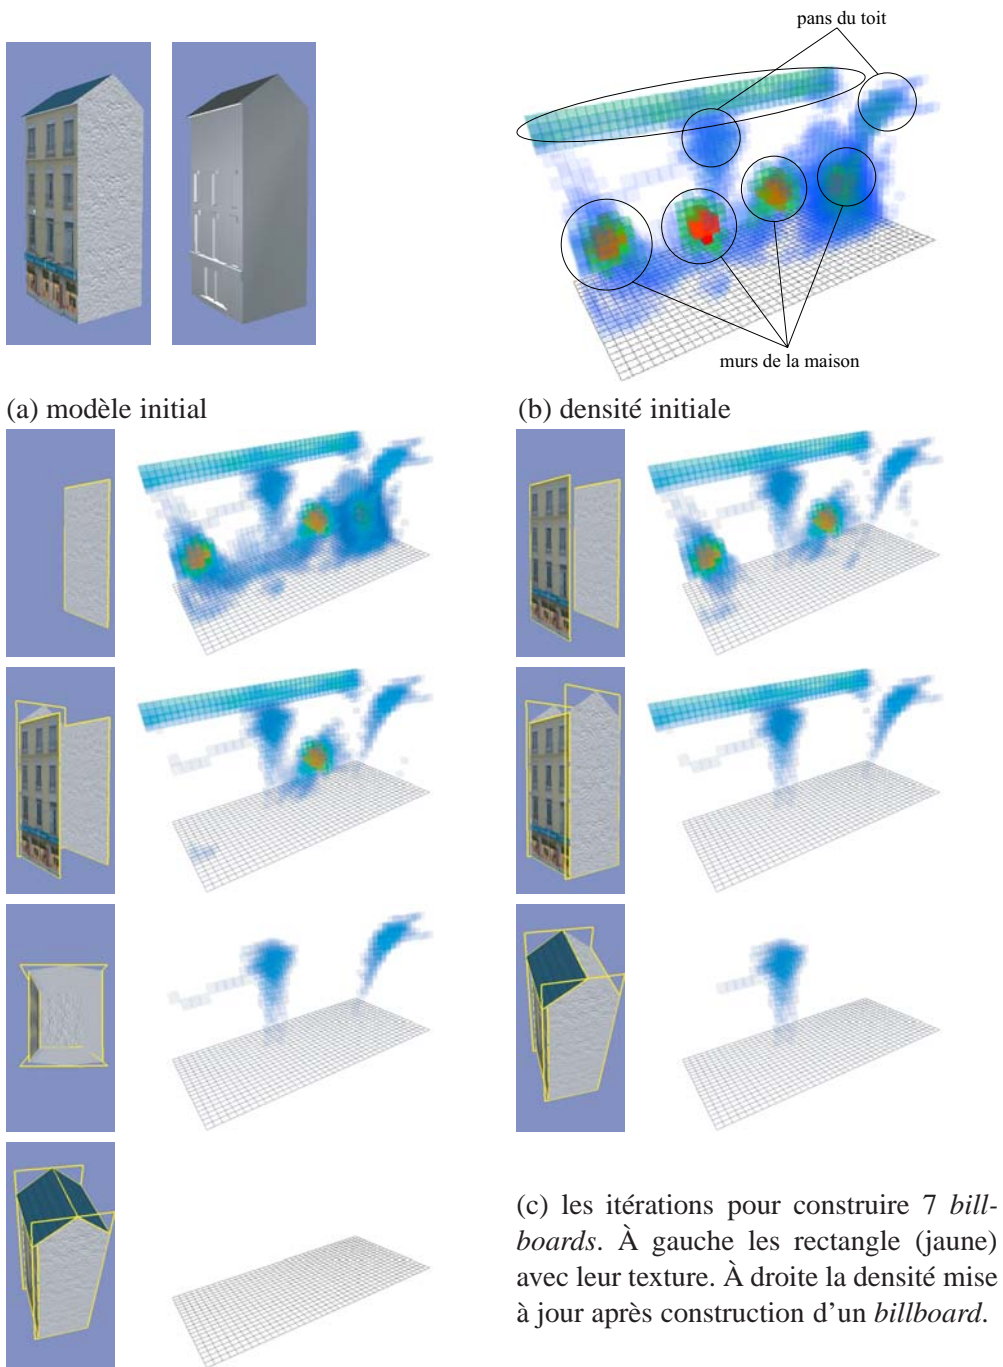 pans du toit
murs de la maison
(a) modèle initial
(b) densité initiale
(c) les itérations pour construire 7 bill-
boards. À gauche les rectangle (jaune)
avec leur texture. À droite la densité mise
à jour après construction d'un billboard.